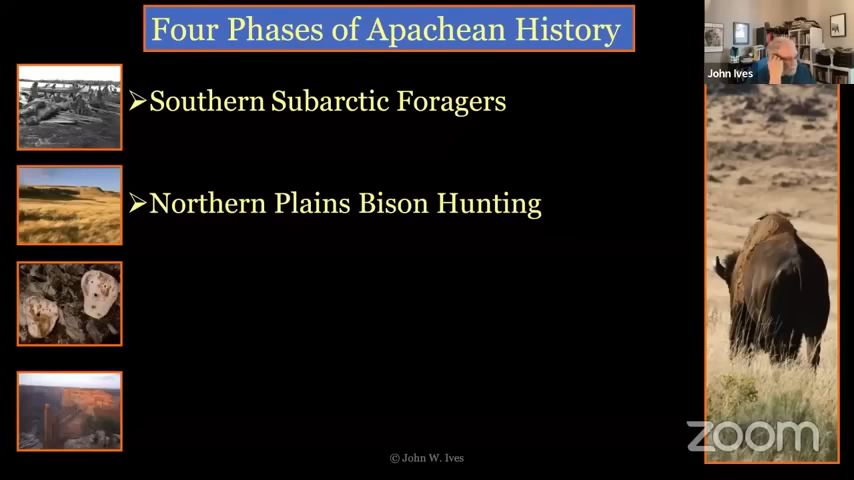 Four Phases of Apachean History
John Ives
➢Southern Subarctic Foragers
➢Northern Plains Bison Hunting
zoom
© John W. Ives